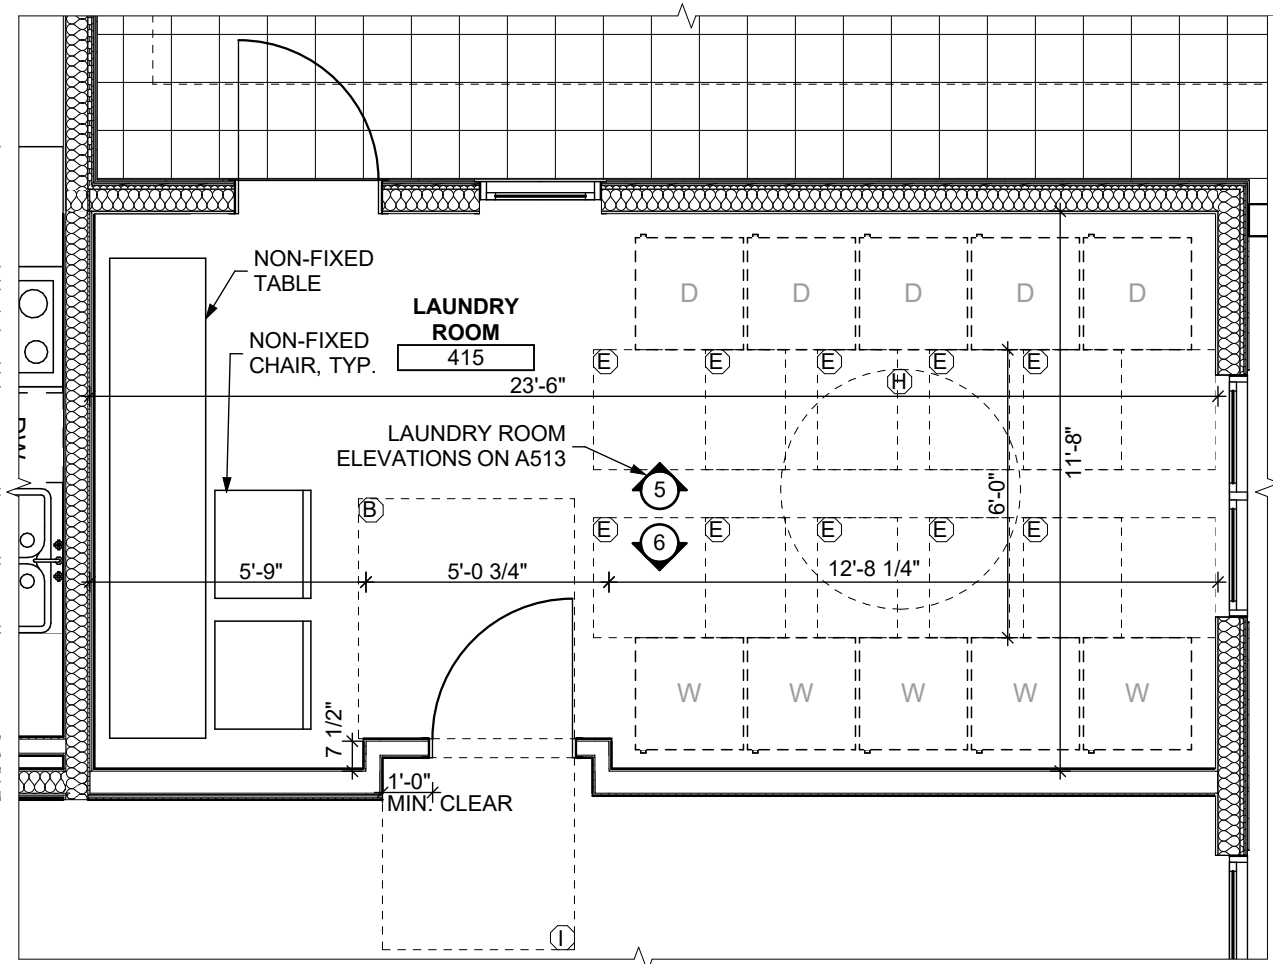 NON-FIXED
TABLE
LAUNDRY
ROOM
415
NON-FIXED
CHAIR, TYP.
D D D D D
E E E E E
H
23'-6"
LAUNDRY ROOM
ELEVATIONS ON A513
5
11'-8"
6'-0"
B
E E E E E
6
5'-9"
5'-0 3/4"
12'-8 1/4"
W W W W W
7 1/2"
1'-0"
MIN. CLEAR
I